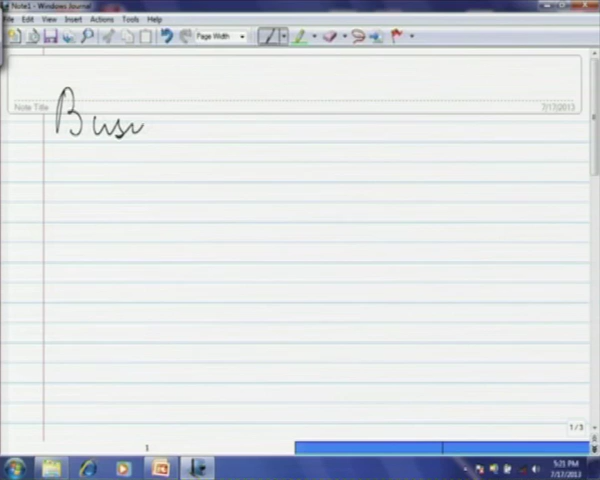 Note1 - Windows Journal
File Edit View Insert Actions Tools Help
Page Width
Note Title
7/17/2013
Busi
1/3
1
5:21 PM
7/17/2013